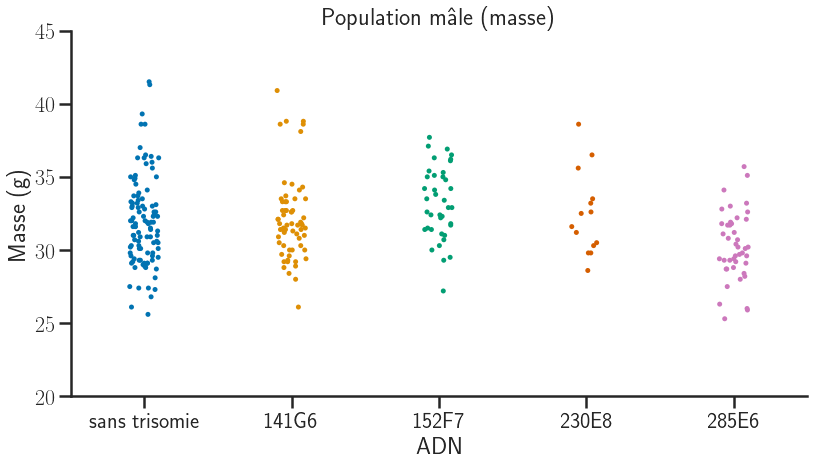 Population mâle (masse)
45
40
35
30
25
20
Masse (g)
sans trisomie 141G6 152F7 230E8 285E6
ADN